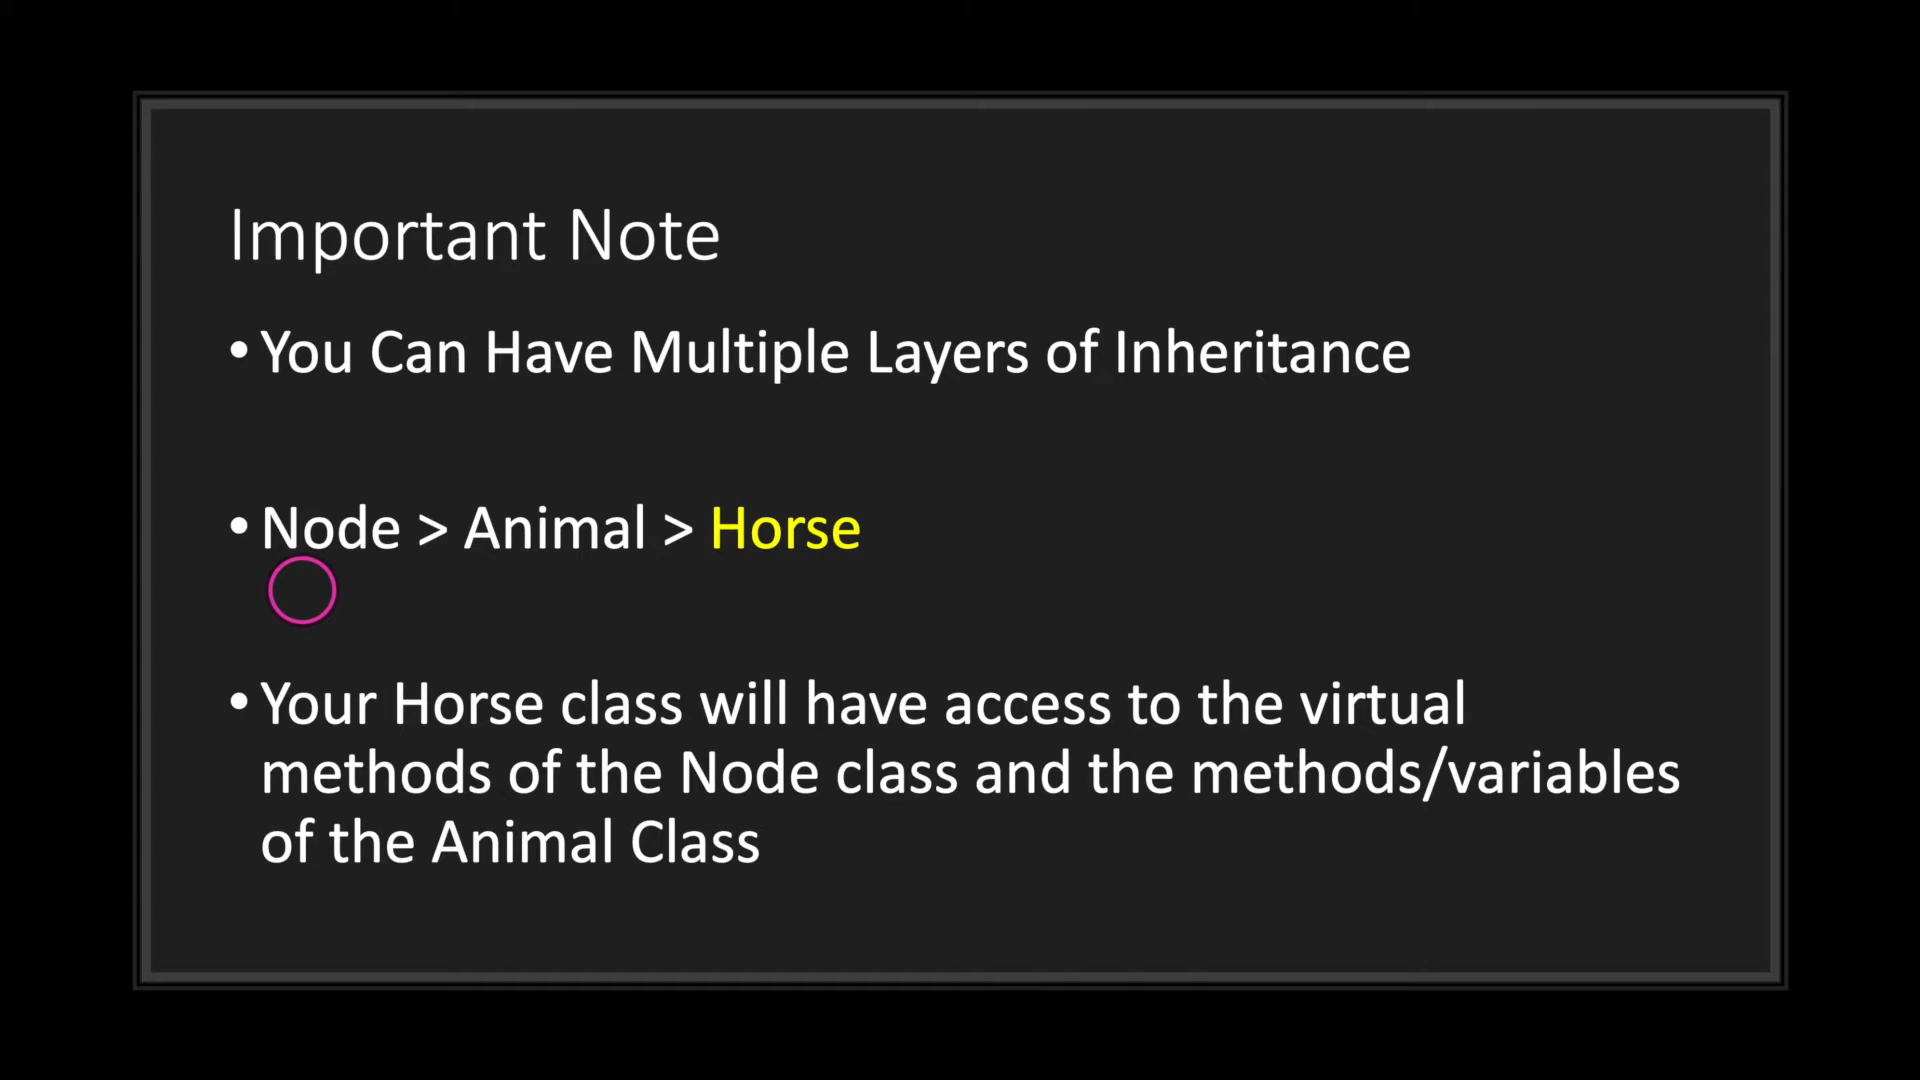 Important Note
• You Can Have Multiple Layers of Inheritance
• Node > Animal > Horse
• Your Horse class will have access to the virtual
methods of the Node class and the methods/variables
of the Animal Class